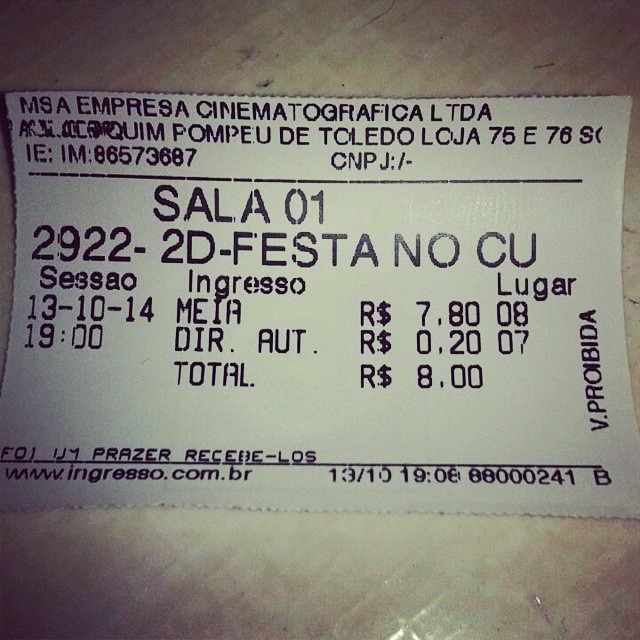 MSA EMPRESA CINEMATOGRAFICA LTDA
QUIM POMPEU DE TOLEDO LOJA 75 E 76 S(
IE: IM:86573687 CNPJ:/-
SALA 01
2922- 2D-FESTA NO CU
Sessao Ingresso Lugar
13-10-14 MEIA R$ 7,80 08
19:00 DIR. AUT. R$ 0,20 07
TOTAL R$ 8,00
V.PROIBIDA
FOI UM PRAZER RECEBE-LOS
www.ingresso.com.br 13/10 19:06 88000241 B